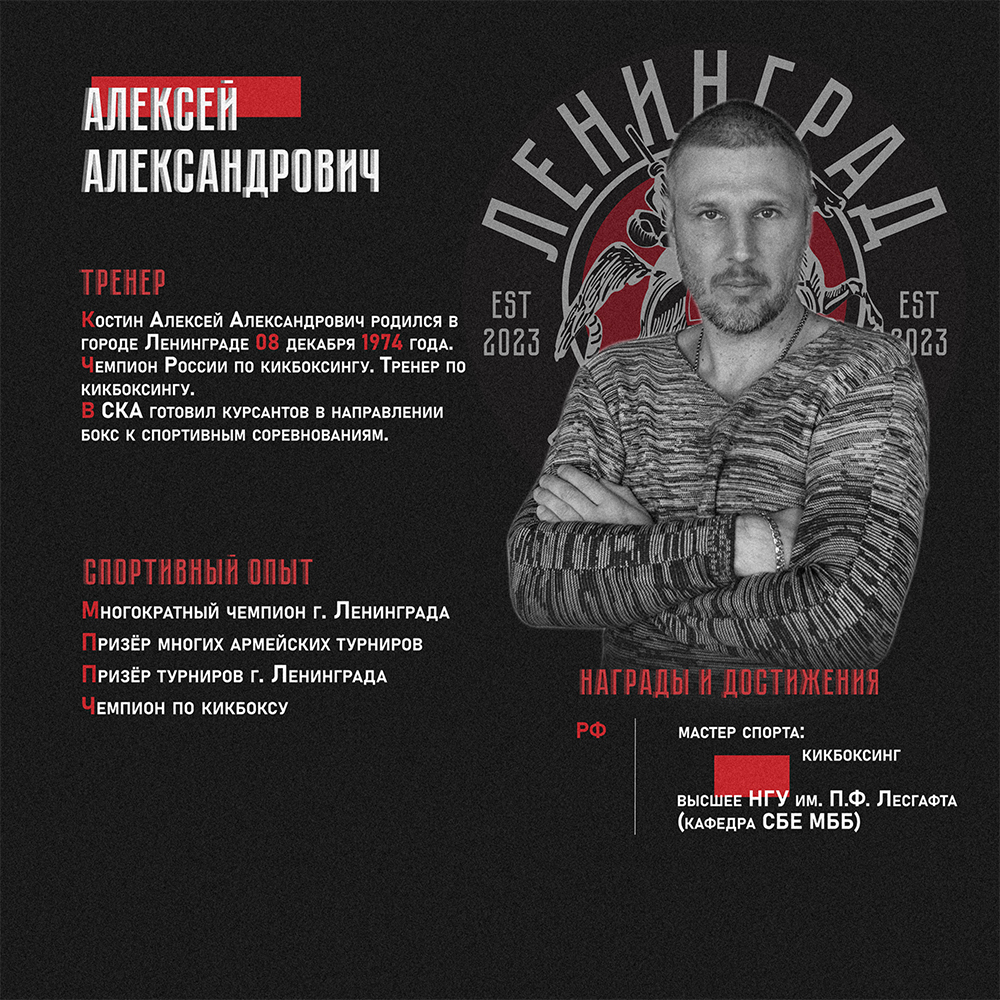 АЛЕКСЕЙ
АЛЕКСАНДРОВИЧ
ЛЕНИНГРАД
EST
2023
EST
2023
ТРЕНЕР
Костин Алексей Александрович родился в
городе Ленинграде 08 декабря 1974 года.
Чемпион России по кикбоксингу. Тренер по
кикбоксингу.
В СКА готовил курсантов в направлении
бокс к спортивным соревнованиям.
СПОРТИВНЫЙ ОПЫТ
Многократный чемпион г. Ленинграда
Призёр многих армейских турниров
Призёр турниров г. Ленинграда
Чемпион по кикбоксу
НАГРАДЫ И ДОСТИЖЕНИЯ
РФ
мастер спорта:
кикбоксинг
высшее НГУ им. П.Ф. Лесгафта
(кафедра СБЕ МББ)